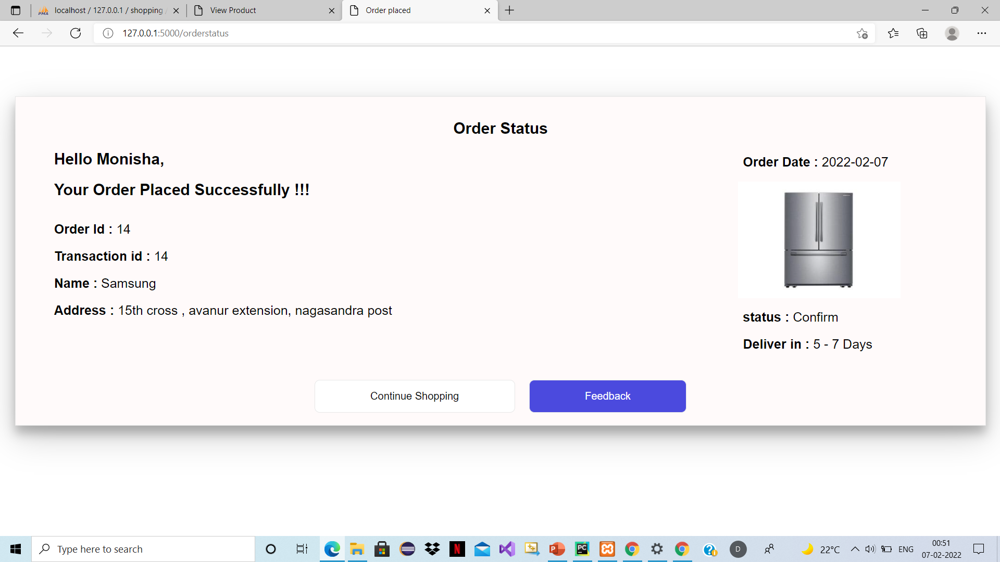 localhost / 127.0.0.1 / shopping
View Product
Order placed
127.0.0.1:5000/orderstatus
Order Status
Hello Monisha,
Your Order Placed Successfully !!!
Order Id : 14
Transaction id : 14
Name : Samsung
Address : 15th cross , avanur extension, nagasandra post
Order Date : 2022-02-07
status : Confirm
Deliver in : 5 - 7 Days
Continue Shopping
Feedback
Type here to search
D
22°C
ENG
00:51
07-02-2022